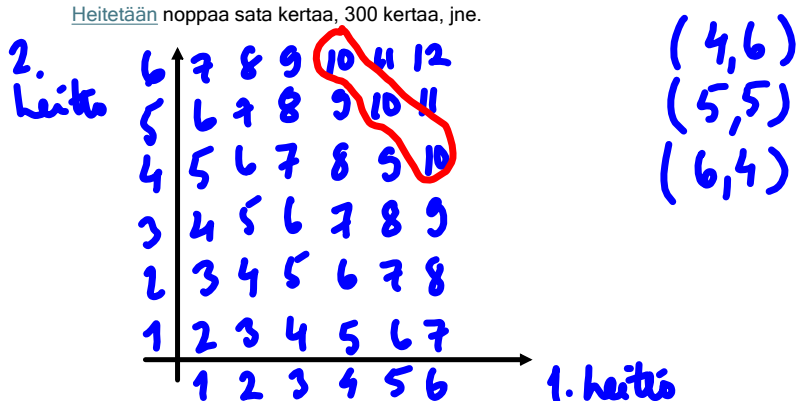 Heitetään noppaa sata kertaa, 300 kertaa, jne.
2.
heitto
6 7 8 9 10 11 12
5 6 7 8 9 10 11
4 5 6 7 8 9 10
3 4 5 6 7 8 9
2 3 4 5 6 7 8
1 2 3 4 5 6 7
1 2 3 4 5 6
1. heitto
(4,6)
(5,5)
(6,4)